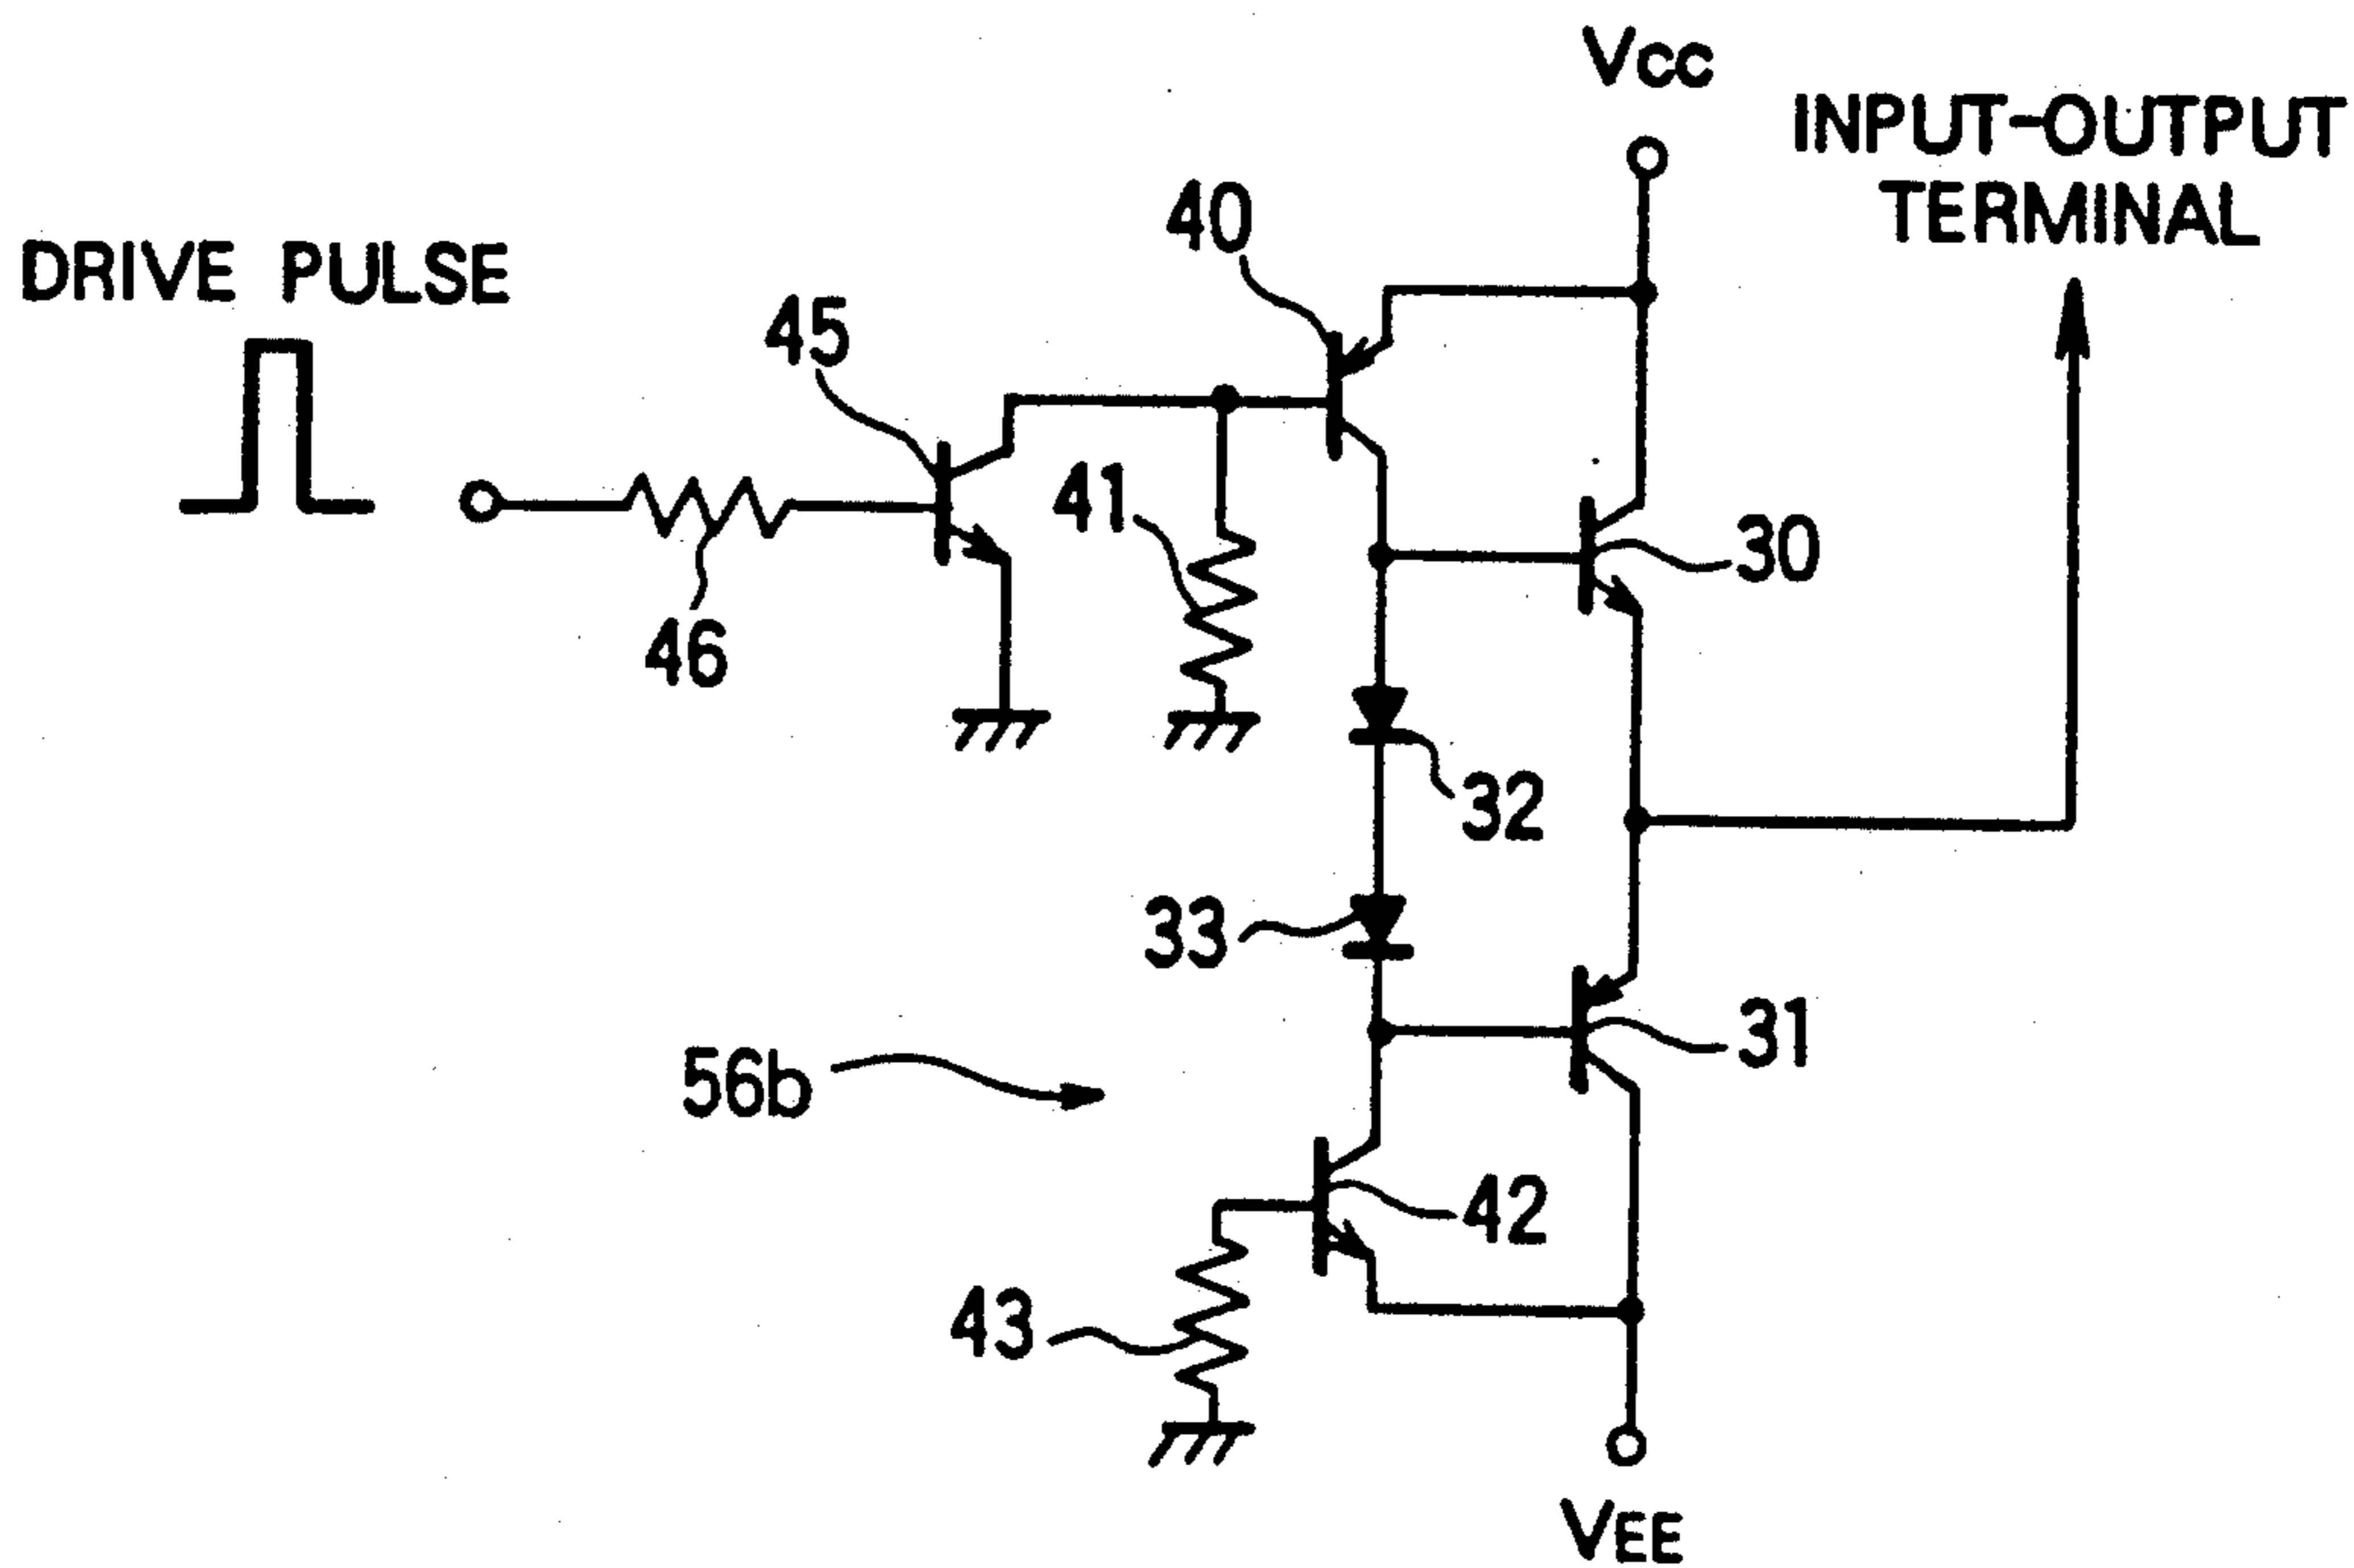 Vcc
INPUT-OUTPUT
TERMINAL
DRIVE PULSE
40
45
41
46
30
32
33
31
56b
42
43
VEE